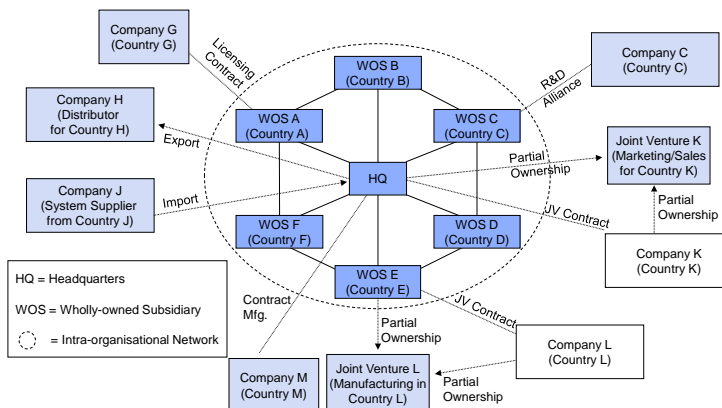 Company G
(Country G)
Licensing
Contract
WOS B
(Country B)
Company C
(Country C)
R&D
Alliance
Company H
(Distributor
for Country H)
WOS A
(Country A)
WOS C
(Country C)
Export
Joint Venture K
(Marketing/Sales
for Country K)
Partial
Ownership
HQ
Company J
(System Supplier
from Country J)
Import
JV Contract
Partial
Ownership
WOS F
(Country F)
WOS D
(Country D)
Company K
(Country K)
WOS E
(Country E)
HQ = Headquarters
WOS = Wholly-owned Subsidiary
= Intra-organisational Network
Contract
Mfg.
JV Contract
Partial
Ownership
Company L
(Country L)
Company M
(Country M)
Joint Venture L
(Manufacturing in
Country L)
Partial
Ownership